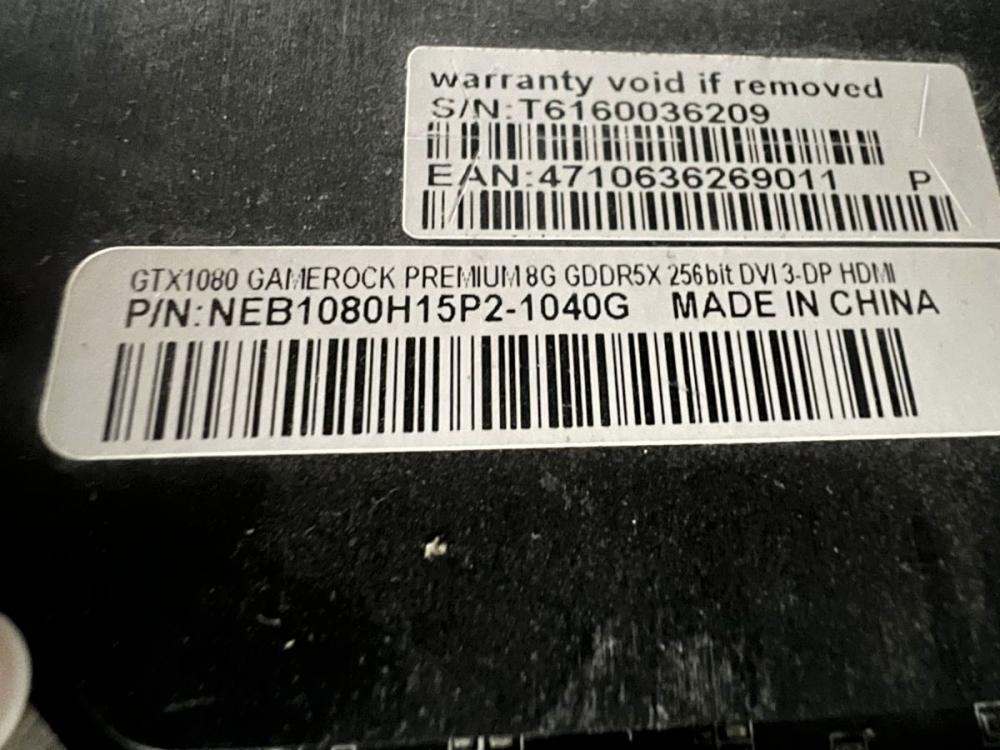 warranty void if removed
S/N:T6160036209
EAN:4710636269011 P
GTX1080 GAMEROCK PREMIUM 8G GDDR5X 256bit DVI 3-DP HDMI
P/N:NEB1080H15P2-1040G MADE IN CHINA